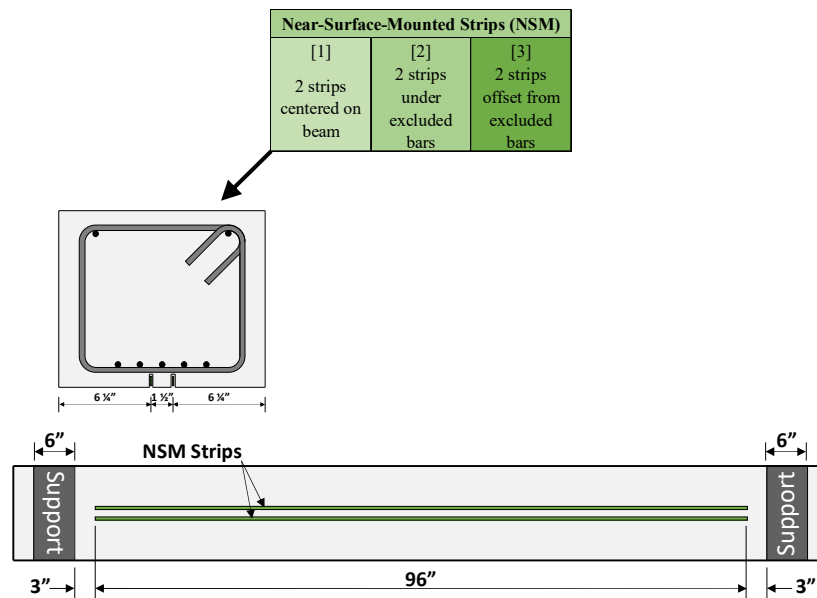 Near-Surface-Mounted Strips (NSM)
[1]
2 strips
centered on
beam
[2]
2 strips
under
excluded
bars
[3]
2 strips
offset from
excluded
bars
6 ¼” 1 ½” 6 ¼”
6” 6”
NSM Strips
Support
Support
3” 96” 3”